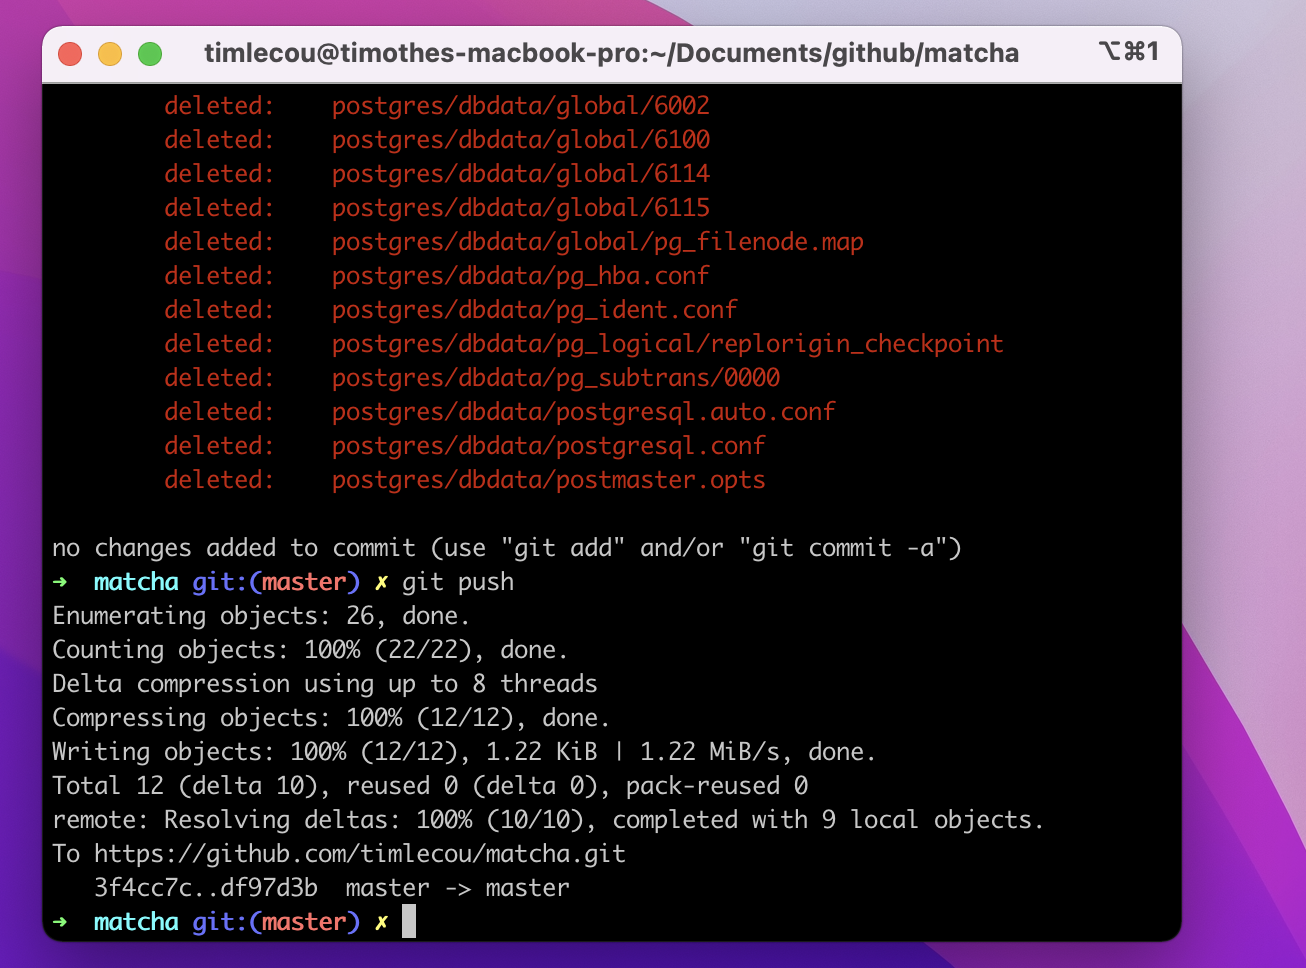 timlecou@timothes-macbook-pro:~/Documents/github/matcha ⌥⌘1
deleted:    postgres/dbdata/global/6002
deleted:    postgres/dbdata/global/6100
deleted:    postgres/dbdata/global/6114
deleted:    postgres/dbdata/global/6115
deleted:    postgres/dbdata/global/pg_filenode.map
deleted:    postgres/dbdata/pg_hba.conf
deleted:    postgres/dbdata/pg_ident.conf
deleted:    postgres/dbdata/pg_logical/replorigin_checkpoint
deleted:    postgres/dbdata/pg_subtrans/0000
deleted:    postgres/dbdata/postgresql.auto.conf
deleted:    postgres/dbdata/postgresql.conf
deleted:    postgres/dbdata/postmaster.opts
no changes added to commit (use "git add" and/or "git commit -a")
➜  matcha git:(master) ✗ git push
Enumerating objects: 26, done.
Counting objects: 100% (22/22), done.
Delta compression using up to 8 threads
Compressing objects: 100% (12/12), done.
Writing objects: 100% (12/12), 1.22 KiB | 1.22 MiB/s, done.
Total 12 (delta 10), reused 0 (delta 0), pack-reused 0
remote: Resolving deltas: 100% (10/10), completed with 9 local objects.
To https://github.com/timlecou/matcha.git
   3f4cc7c..df97d3b  master -> master
➜  matcha git:(master) ✗